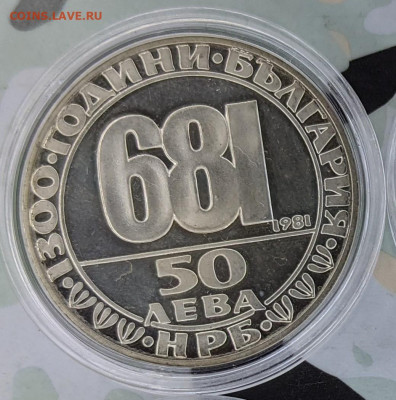 COINS.LAVE.RU
·1300·ГОДИНИ·БЪЛГАРИЯ·
681
1981
50
ЛЕВА
·НРБ·